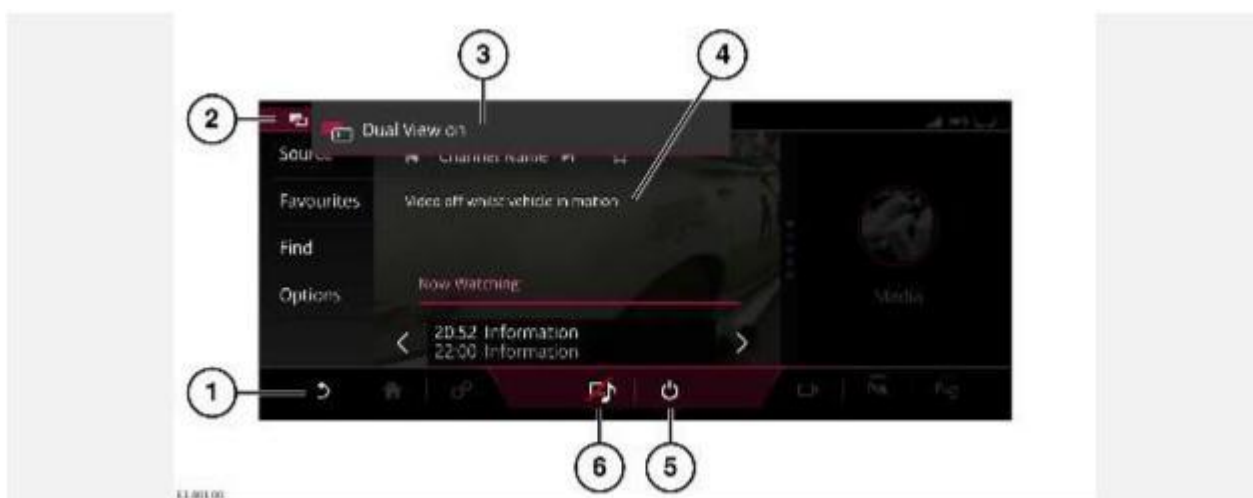 3
4
2
Dual View on
Source
Channel Name
Favourites
Video off whilst vehicle in motion
Find
Options
Now Watching
Media
20:52 Information
22:00 Information
1
6
5